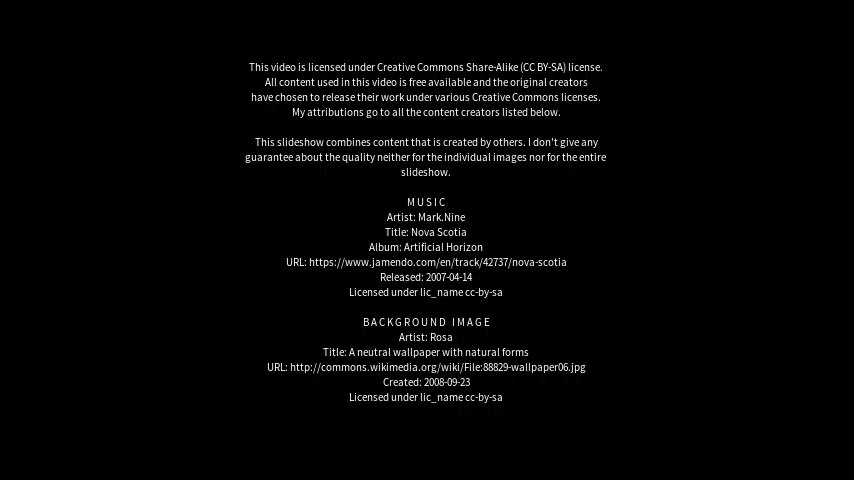 This video is licensed under Creative Commons Share-Alike (CC BY-SA) license.
All content used in this video is free available and the original creators
have chosen to release their work under various Creative Commons licenses.
My attributions go to all the content creators listed below.
This slideshow combines content that is created by others. I don't give any
guarantee about the quality neither for the individual images nor for the entire
slideshow.
MUSIC
Artist: Mark.Nine
Title: Nova Scotia
Album: Artificial Horizon
URL: https://www.jamendo.com/en/track/42737/nova-scotia
Released: 2007-04-14
Licensed under lic_name cc-by-sa
BACKGROUND IMAGE
Artist: Rosa
Title: A neutral wallpaper with natural forms
URL: http://commons.wikimedia.org/wiki/File:88829-wallpaper06.jpg
Created: 2008-09-23
Licensed under lic_name cc-by-sa